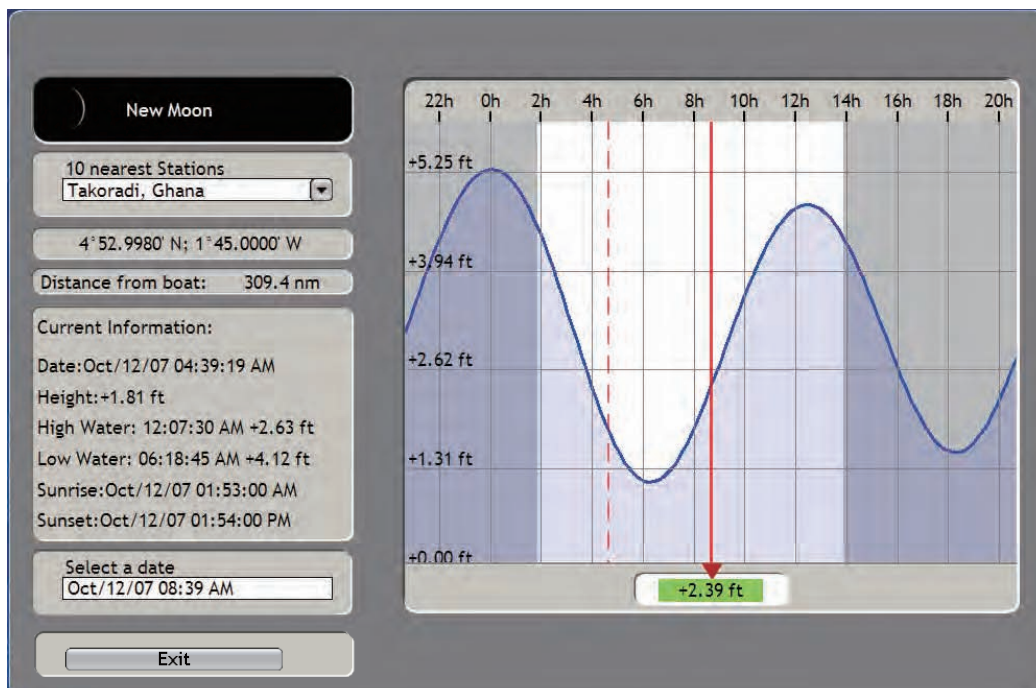 New Moon
10 nearest Stations
Takoradi, Ghana
4°52.9980' N; 1°45.0000' W
Distance from boat: 309.4 nm
Current Information:
Date:Oct/12/07 04:39:19 AM
Height:+1.81 ft
High Water: 12:07:30 AM +2.63 ft
Low Water: 06:18:45 AM +4.12 ft
Sunrise:Oct/12/07 01:53:00 AM
Sunset:Oct/12/07 01:54:00 PM
Select a date
Oct/12/07 08:39 AM
Exit
22h 0h 2h 4h 6h 8h 10h 12h 14h 16h 18h 20h
+5.25 ft
+3.94 ft
+2.62 ft
+1.31 ft
+0.00 ft
+2.39 ft